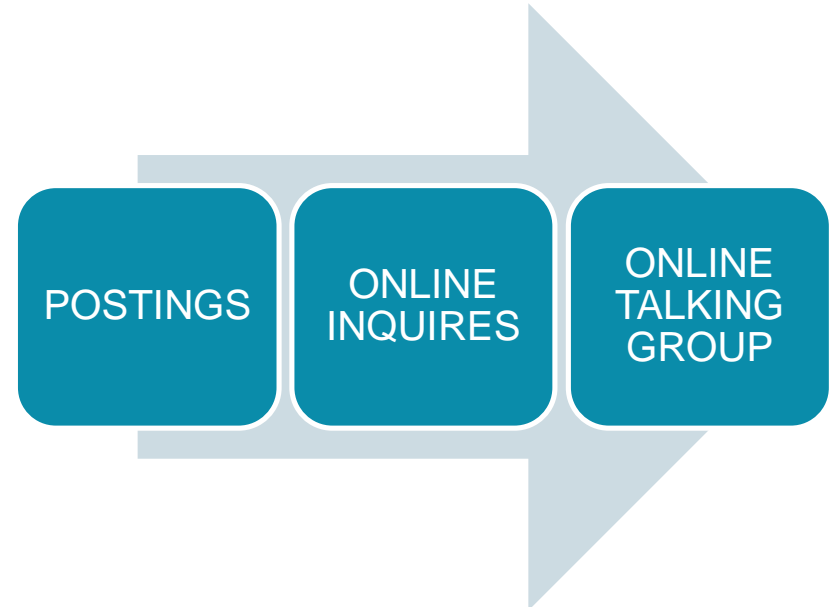 POSTINGS
ONLINE
INQUIRES
ONLINE
TALKING
GROUP